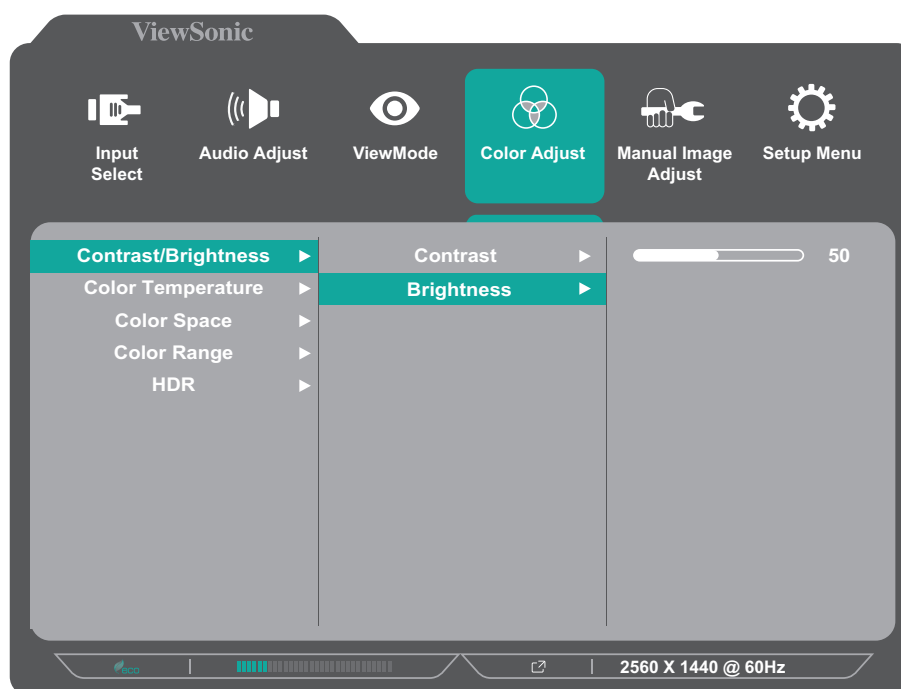 ViewSonic
Input Select
Audio Adjust
ViewMode
Color Adjust
Manual Image Adjust
Setup Menu
Contrast/Brightness
Contrast
50
Color Temperature
Brightness
Color Space
Color Range
HDR
eco
2560 X 1440 @ 60Hz